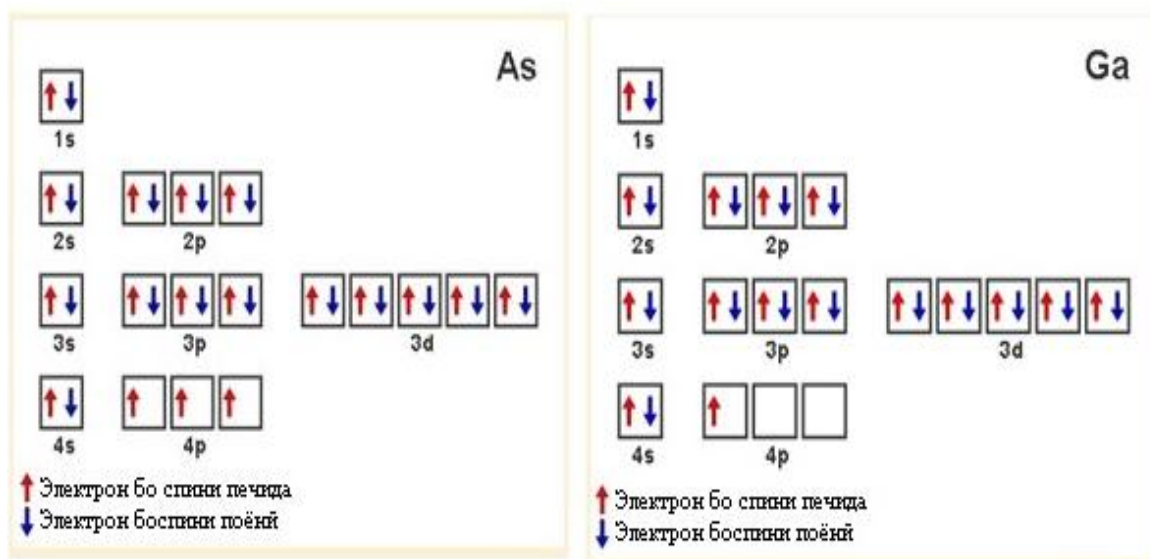 As
1s
2s 2p
3s 3p 3d
4s 4p
Электрон бо спини печида
Электрон боспини поёнй
Ga
1s
2s 2p
3s 3p 3d
4s 4p
Электрон бо спини печида
Электрон боспини поёнй